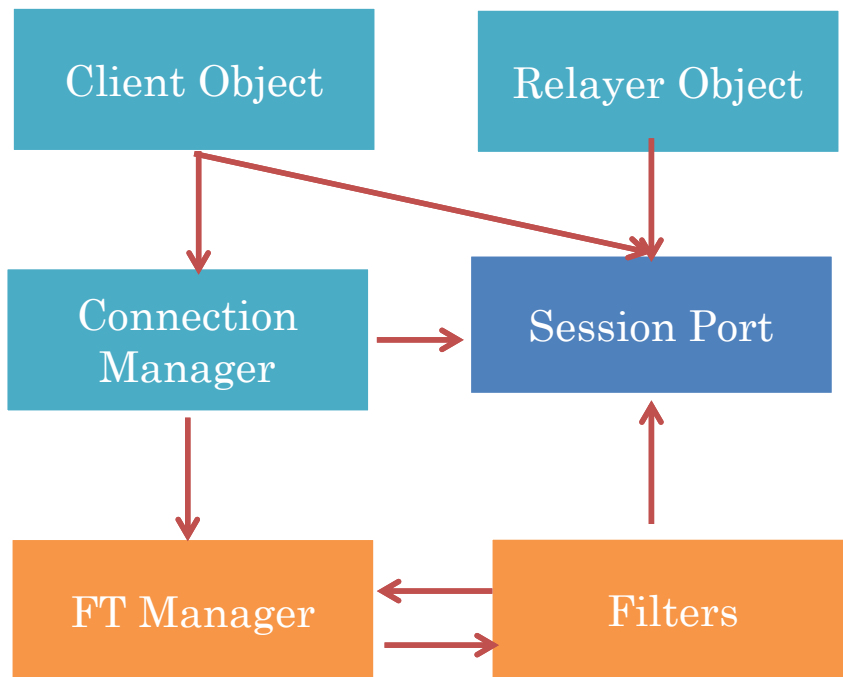 Client Object
Relayer Object
Connection
Manager
Session Port
FT Manager
Filters